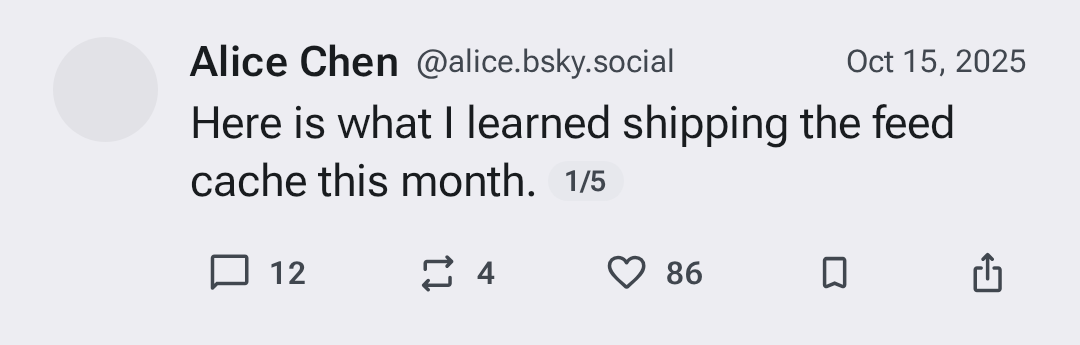 Alice Chen @alice.bsky.social Oct 15, 2025
Here is what I learned shipping the feed
cache this month. 1/5
12 4 86